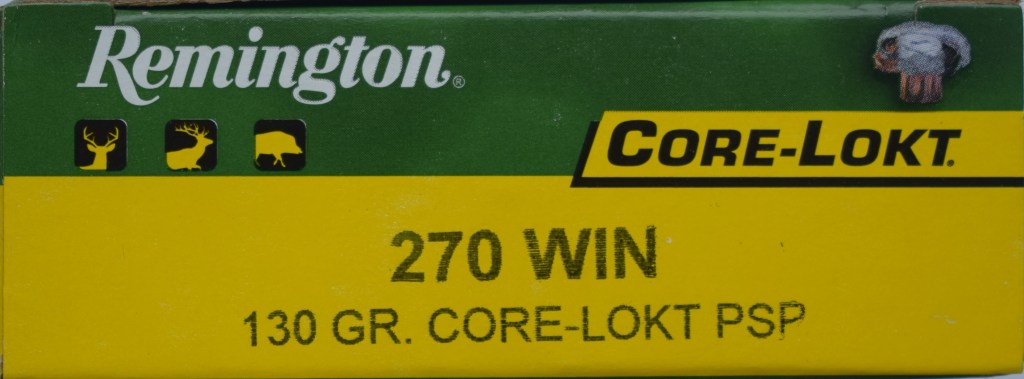 Remington®
CORE-LOKT.
270 WIN
130 GR. CORE-LOKT PSP